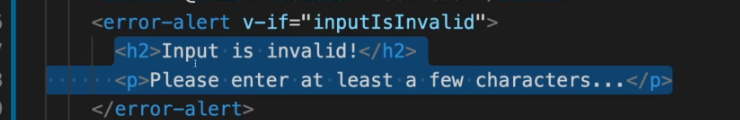 <error-alert v-if="inputIsInvalid">
<h2>Input is invalid!</h2>
<p>Please enter at least a few characters...</p>
</error-alert>